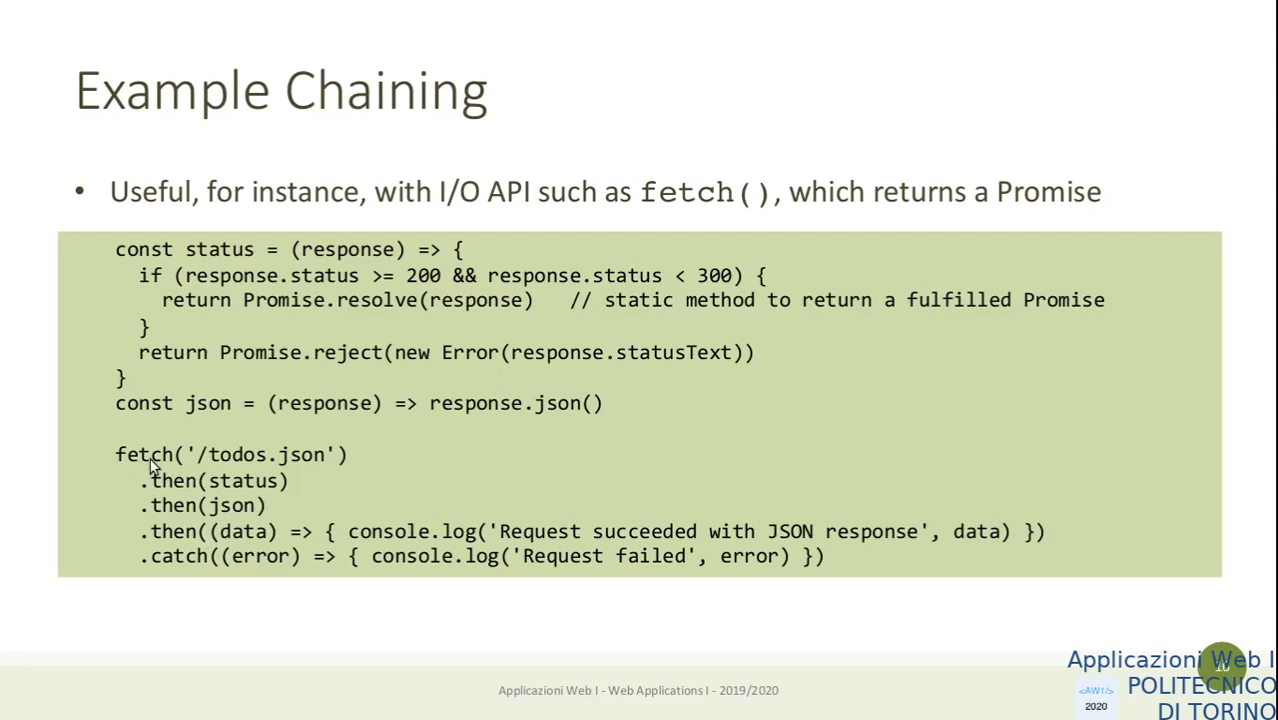 Example Chaining
• Useful, for instance, with I/O API such as fetch(), which returns a Promise
const status = (response) => {
  if (response.status >= 200 && response.status < 300) {
    return Promise.resolve(response)   // static method to return a fulfilled Promise
  }
  return Promise.reject(new Error(response.statusText))
}
const json = (response) => response.json()

fetch('/todos.json')
  .then(status)
  .then(json)
  .then((data) => { console.log('Request succeeded with JSON response', data) })
  .catch((error) => { console.log('Request failed', error) })
Applicazioni Web I - Web Applications I - 2019/2020
Applicazioni Web I
POLITECNICO
DI TORINO
<AW1/>
2020